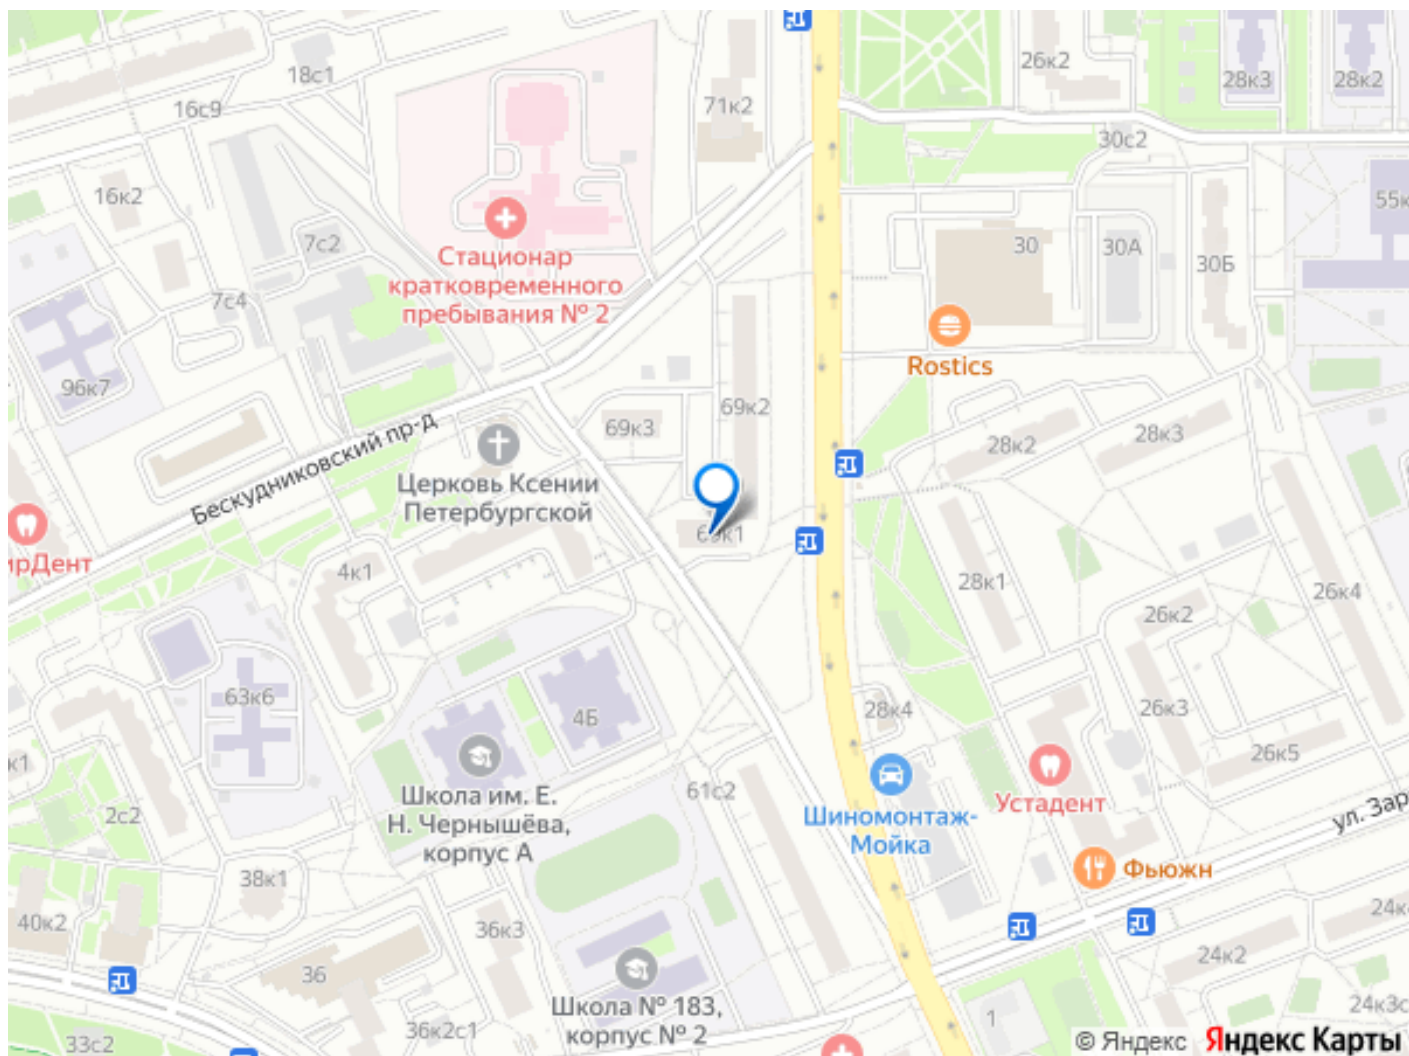 26к2
28к3
28к2
18с1
16с9
71к2
30с2
16к2
55к
7с2
30
30А
30Б
Стационар
кратковременного
пребывания № 2
7с4
Rostics
96к7
69к2
69к3
28к2
28к3
Бескудниковский пр-д
Церковь Ксении
Петербургской
69к1
ирДент
4к1
28к1
26к4
26к2
63к6
4Б
28к4
26к3
26к5
к1
61с2
2с2
Школа им. Е.
Н. Чернышёва,
корпус А
Устадент
Шиномонтаж-
Мойка
ул. Зар
Фьюжн
38к1
40к2
36к3
24к
36
24к2
Школа № 183,
корпус № 2
36к2с1
33с2
1
24к3с
© Яндекс Яндекс Карты